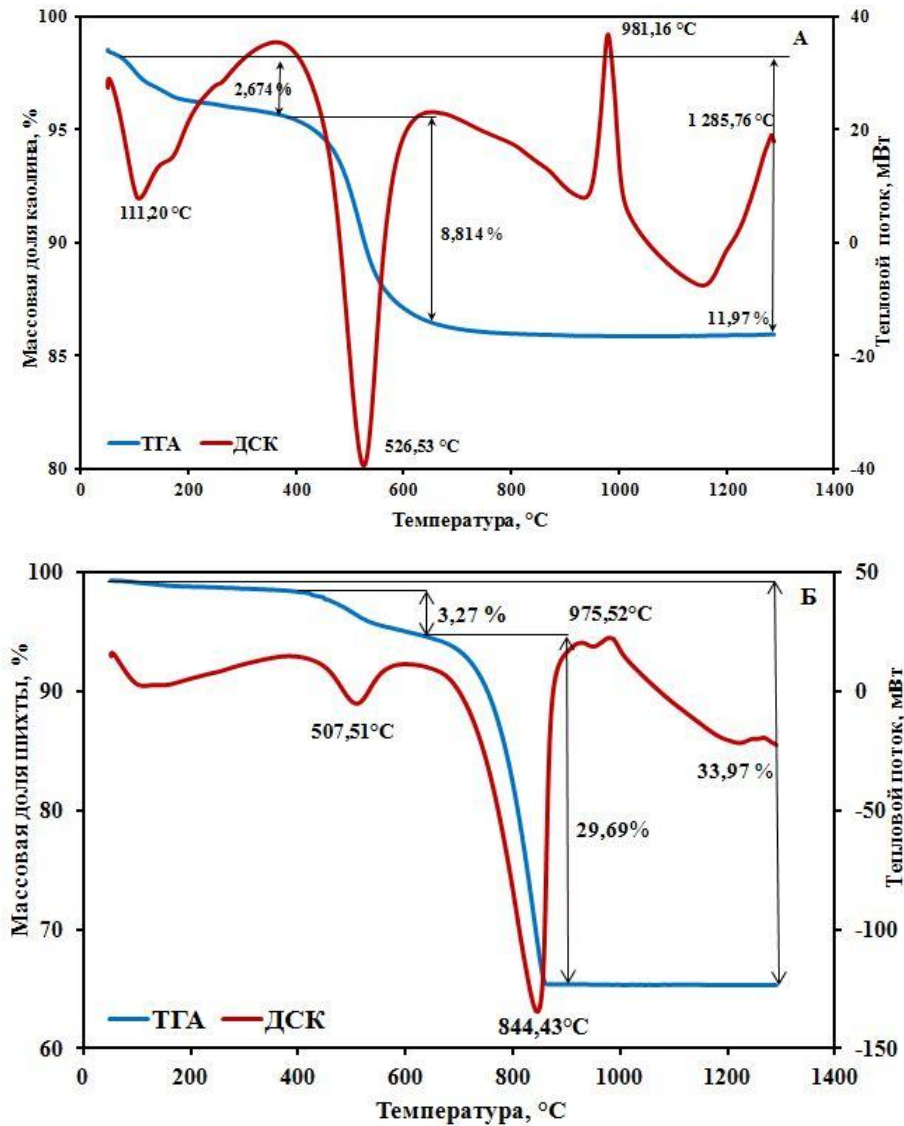 100
40
981,16 °C
А
95
2,674 %
20
1 285,76 °C
111,20 °C
90
8,814 %
0
85
11,97 %
-20
ТГА ДСК
526,53 °C
80
-40
0 200 400 600 800 1000 1200 1400
Температура, °С
Массовая доля каолина, %
Тепловой поток, мВт
100
50
Б
3,27 %
975,52°C
90
0
507,51°C
33,97 %
80
-50
29,69%
70
-100
ТГА ДСК
844,43°C
60
-150
0 200 400 600 800 1000 1200 1400
Температура, °С
Массовая доля шихты, %
Тепловой поток, мВт